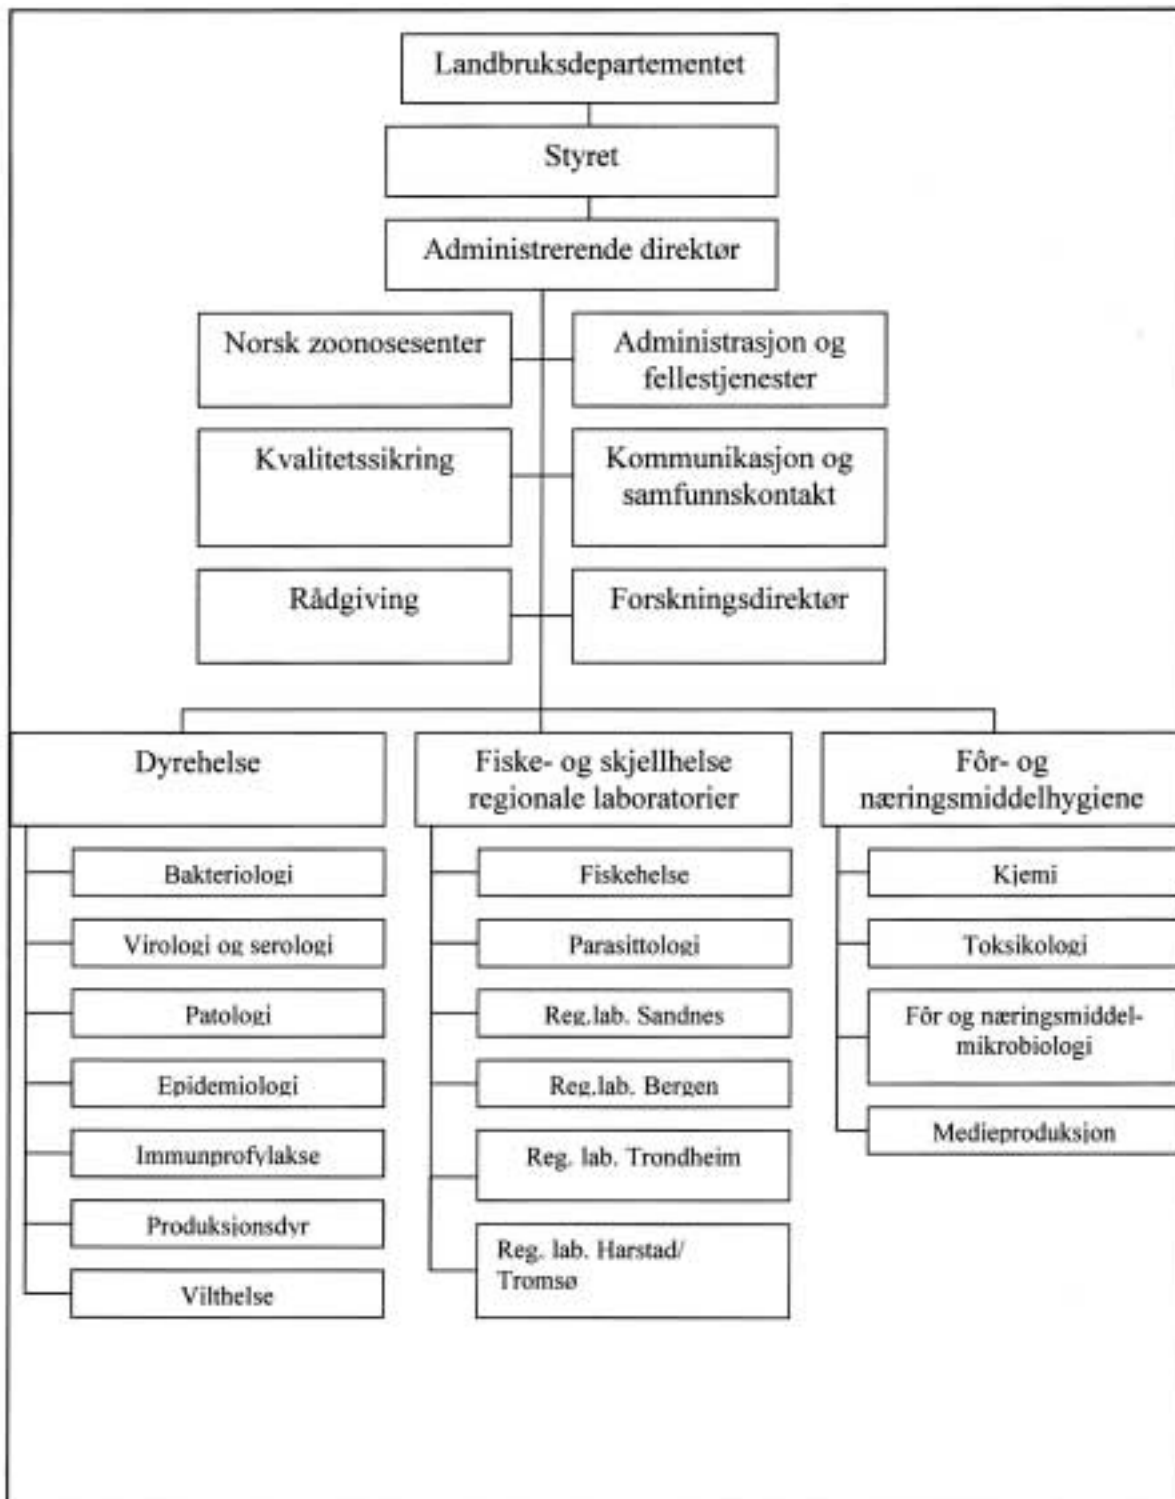 Landbruksdepartementet
Styret
Administrerende direktør
Norsk zoonosesenter
Administrasjon og
fellestjenester
Kvalitetssikring
Kommunikasjon og
samfunnskontakt
Rådgiving
Forskningsdirektør
Dyrehelse
Bakteriologi
Virologi og serologi
Patologi
Epidemiologi
Immunprofylakse
Produksjonsdyr
Vilthelse
Fiske- og skjellhelse
regionale laboratorier
Fiskehelse
Parasittologi
Reg.lab. Sandnes
Reg.lab. Bergen
Reg. lab. Trondheim
Reg. lab. Harstad/
Tromsø
Fôr- og
næringsmiddelhygiene
Kjemi
Toksikologi
Fôr og næringsmiddel-
mikrobiologi
Medieproduksjon